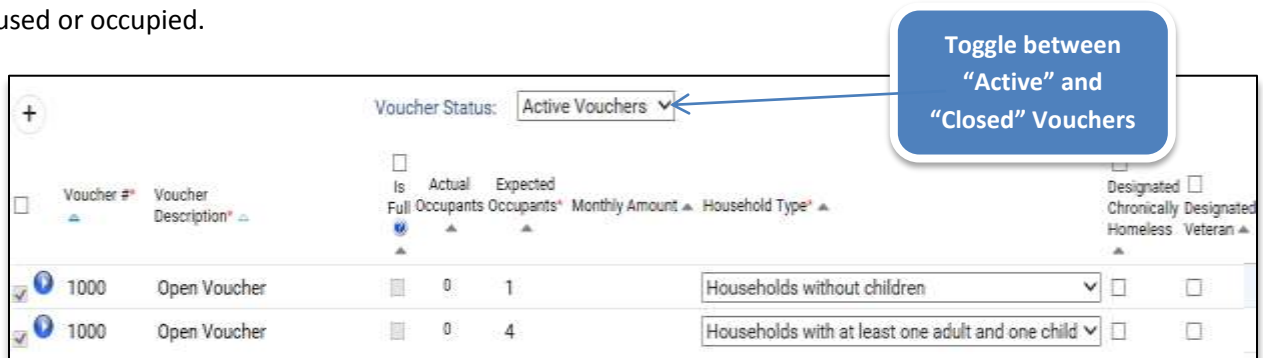 used or occupied.
Toggle between
“Active” and
“Closed” Vouchers
+
Voucher Status: Active Vouchers
Voucher #* Voucher Description* Is Full Actual Occupants Expected Occupants* Monthly Amount Household Type* Designated Chronically Homeless Designated Veteran
1000 Open Voucher 0 1 Households without children
1000 Open Voucher 0 4 Households with at least one adult and one child